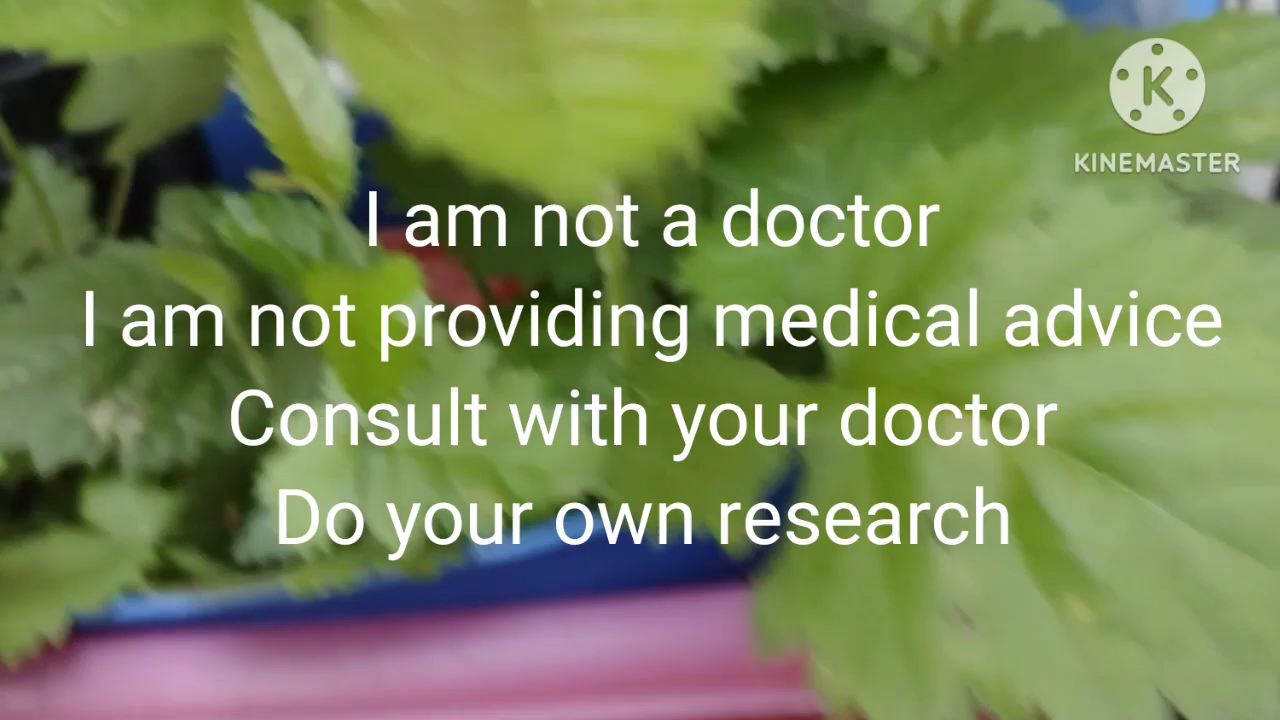 KINEMASTER
I am not a doctor
I am not providing medical advice
Consult with your doctor
Do your own research